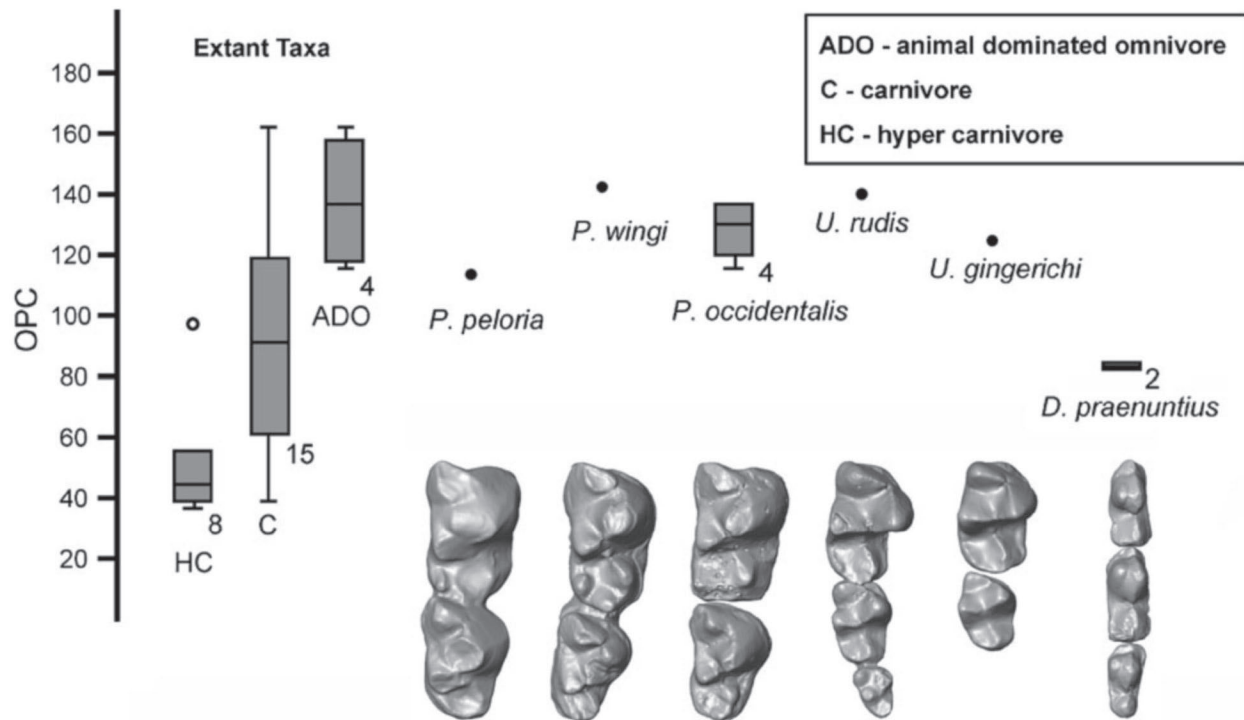 Extant Taxa
ADO - animal dominated omnivore
C - carnivore
HC - hyper carnivore
OPC
180
160
140
120
100
80
60
40
20
8
HC
15
C
4
ADO
P. peloria
P. wingi
4
P. occidentalis
U. rudis
U. gingerichi
2
D. praenuntius